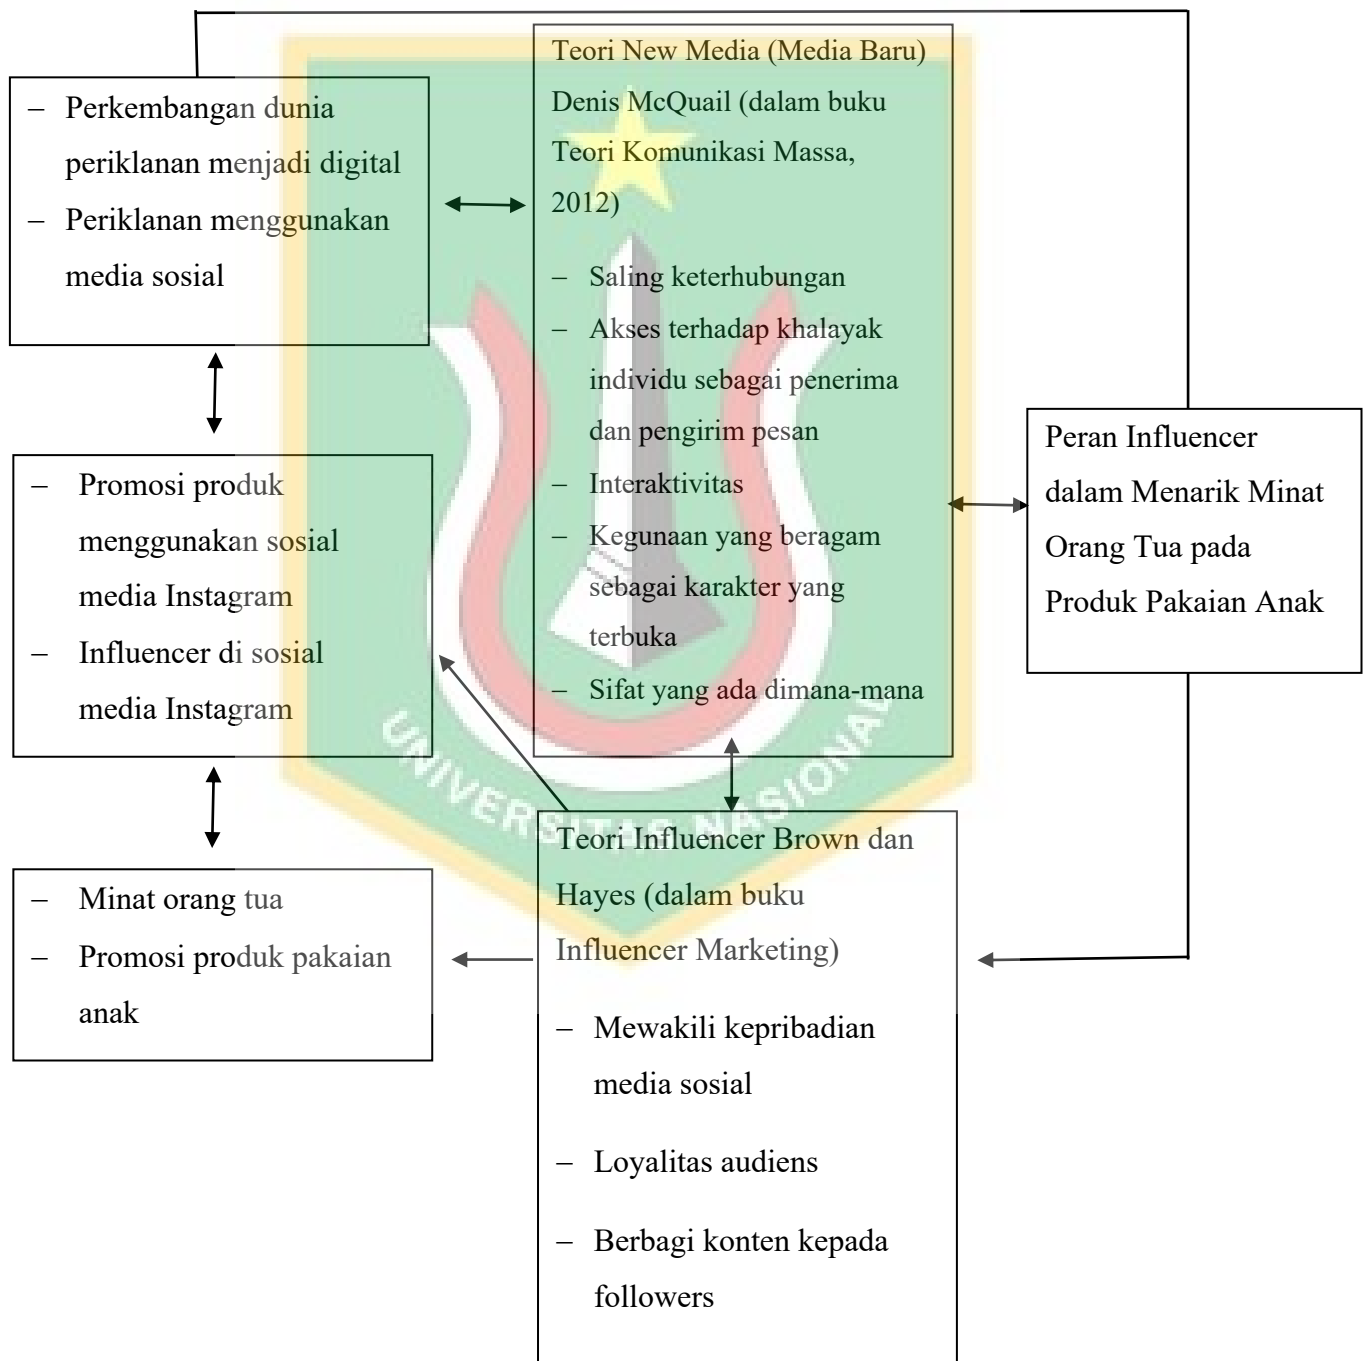 – Perkembangan dunia
periklanan menjadi digital
– Periklanan menggunakan
media sosial
– Promosi produk
menggunakan sosial
media Instagram
– Influencer di sosial
media Instagram
– Minat orang tua
– Promosi produk pakaian
anak
Teori New Media (Media Baru)
Denis McQuail (dalam buku
Teori Komunikasi Massa,
2012)
– Saling keterhubungan
– Akses terhadap khalayak
individu sebagai penerima
dan pengirim pesan
– Interaktivitas
– Kegunaan yang beragam
sebagai karakter yang
terbuka
– Sifat yang ada dimana-mana
UNIVERSITAS NASIONAL
Teori Influencer Brown dan
Hayes (dalam buku
Influencer Marketing)
– Mewakili kepribadian
media sosial
– Loyalitas audiens
– Berbagi konten kepada
followers
Peran Influencer
dalam Menarik Minat
Orang Tua pada
Produk Pakaian Anak